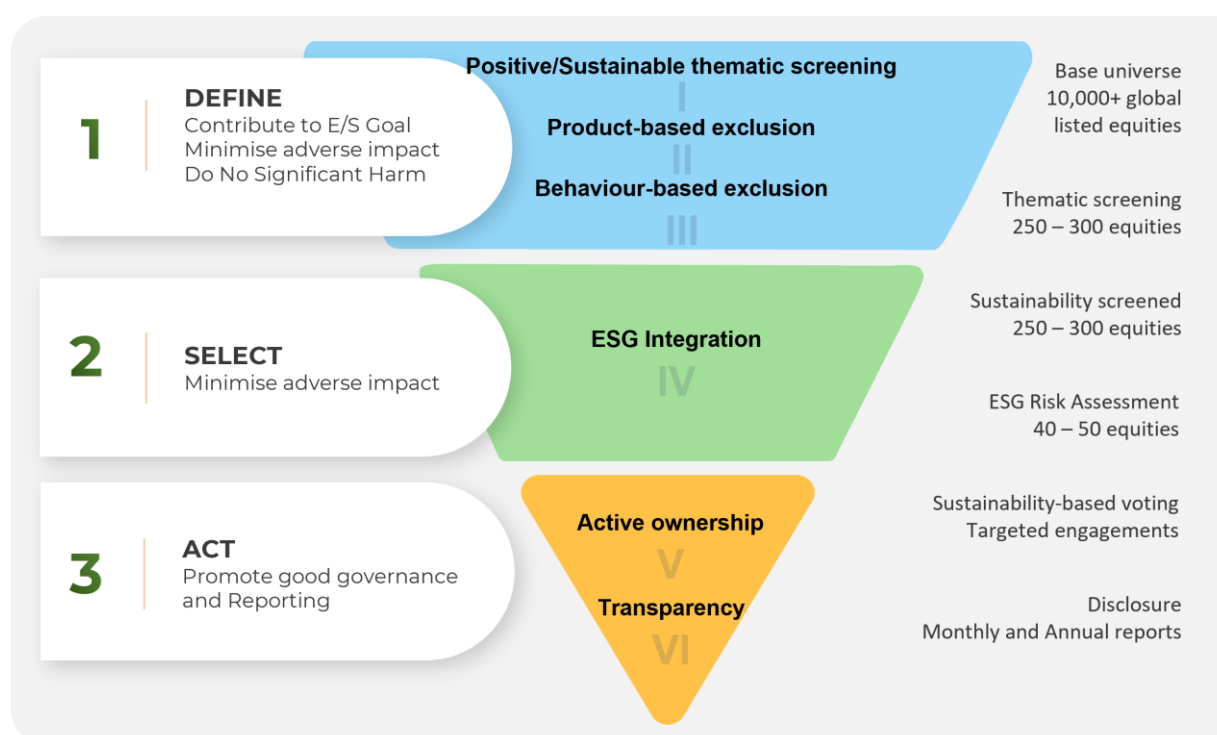 1
DEFINE
Contribute to E/S Goal
Minimise adverse impact
Do No Significant Harm
Positive/Sustainable thematic screening
I
Product-based exclusion
II
Behaviour-based exclusion
III
Base universe
10,000+ global
listed equities
Thematic screening
250 – 300 equities
2
SELECT
Minimise adverse impact
ESG Integration
IV
Sustainability screened
250 – 300 equities
ESG Risk Assessment
40 – 50 equities
3
ACT
Promote good governance
and Reporting
Active ownership
V
Transparency
VI
Sustainability-based voting
Targeted engagements
Disclosure
Monthly and Annual reports